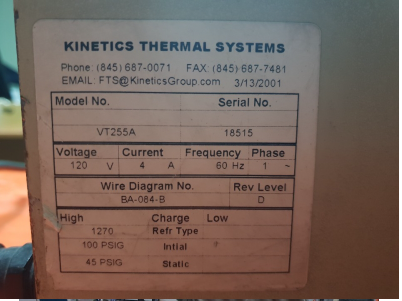 KINETICS THERMAL SYSTEMS
Phone: (845) 687-0071 FAX: (845) 687-7481
EMAIL: FTS@KineticsGroup.com 3/13/2001
Model No. Serial No.
VT255A 18515
Voltage Current Frequency Phase
120 V 4 A 60 Hz 1 ~
Wire Diagram No. Rev Level
BA-084-B D
High Charge Low
1270 Refr Type
100 PSIG Intial
45 PSIG Static